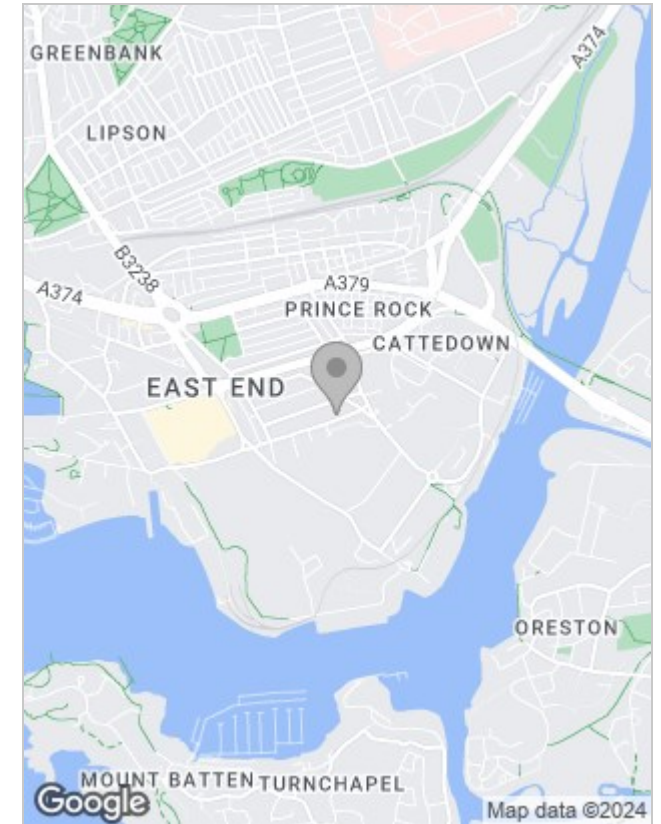 GREENBANK
A374
LIPSON
B3238
A374
A379
PRINCE ROCK
CATTEDOWN
EAST END
ORESTON
MOUNT BATTEN
TURNCHAPEL
Google
Map data ©2024